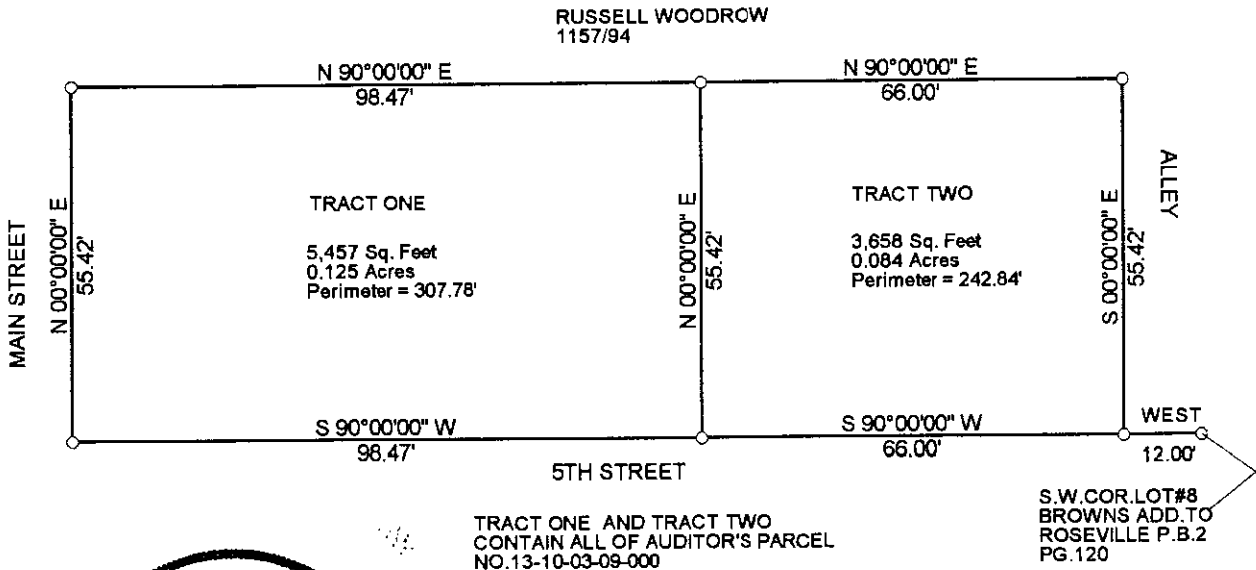 RUSSELL WOODROW
1157/94
N 90°00'00" E
98.47'
N 90°00'00" E
66.00'
MAIN STREET
N 00°00'00" E
55.42'
TRACT ONE
5,457 Sq. Feet
0.125 Acres
Perimeter = 307.78'
N 00°00'00" E
55.42'
TRACT TWO
3,658 Sq. Feet
0.084 Acres
Perimeter = 242.84'
S 00°00'00" E
55.42'
ALLEY
S 90°00'00" W
98.47'
S 90°00'00" W
66.00'
WEST
12.00'
5TH STREET
TRACT ONE AND TRACT TWO
CONTAIN ALL OF AUDITOR'S PARCEL
NO.13-10-03-09-000
S.W.COR.LOT#8
BROWNS ADD.TO
ROSEVILLE P.B.2
PG.120